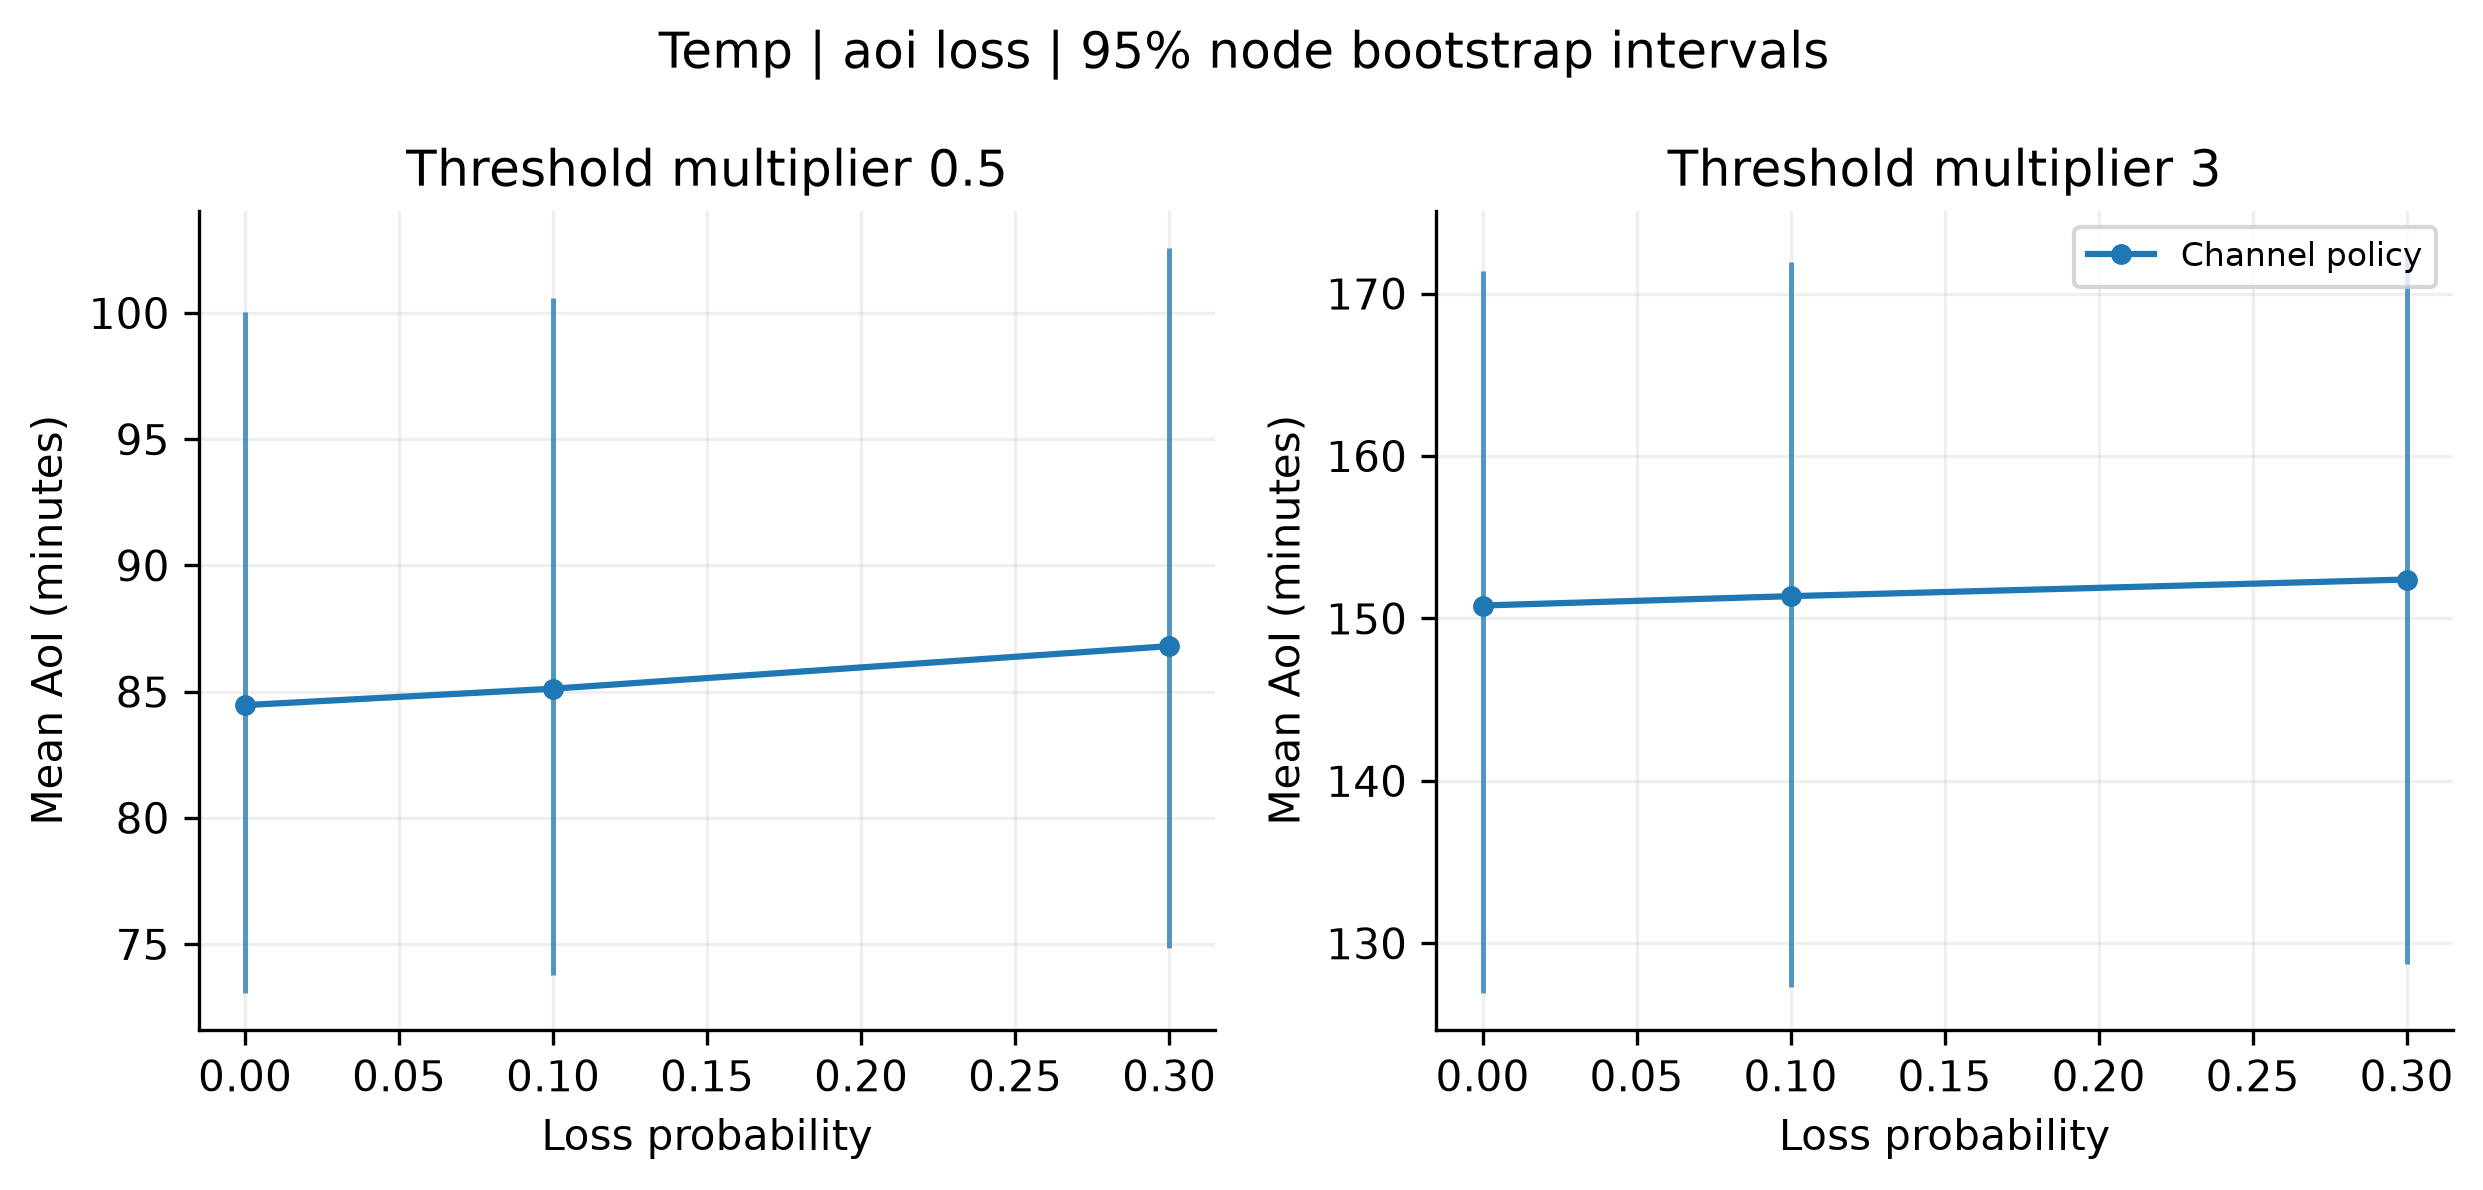 Temp | aoi loss | 95% node bootstrap intervals
Threshold multiplier 0.5
Mean AoI (minutes)
100
95
90
85
80
75
0.00 0.05 0.10 0.15 0.20 0.25 0.30
Loss probability
Threshold multiplier 3
Channel policy
Mean AoI (minutes)
170
160
150
140
130
0.00 0.05 0.10 0.15 0.20 0.25 0.30
Loss probability